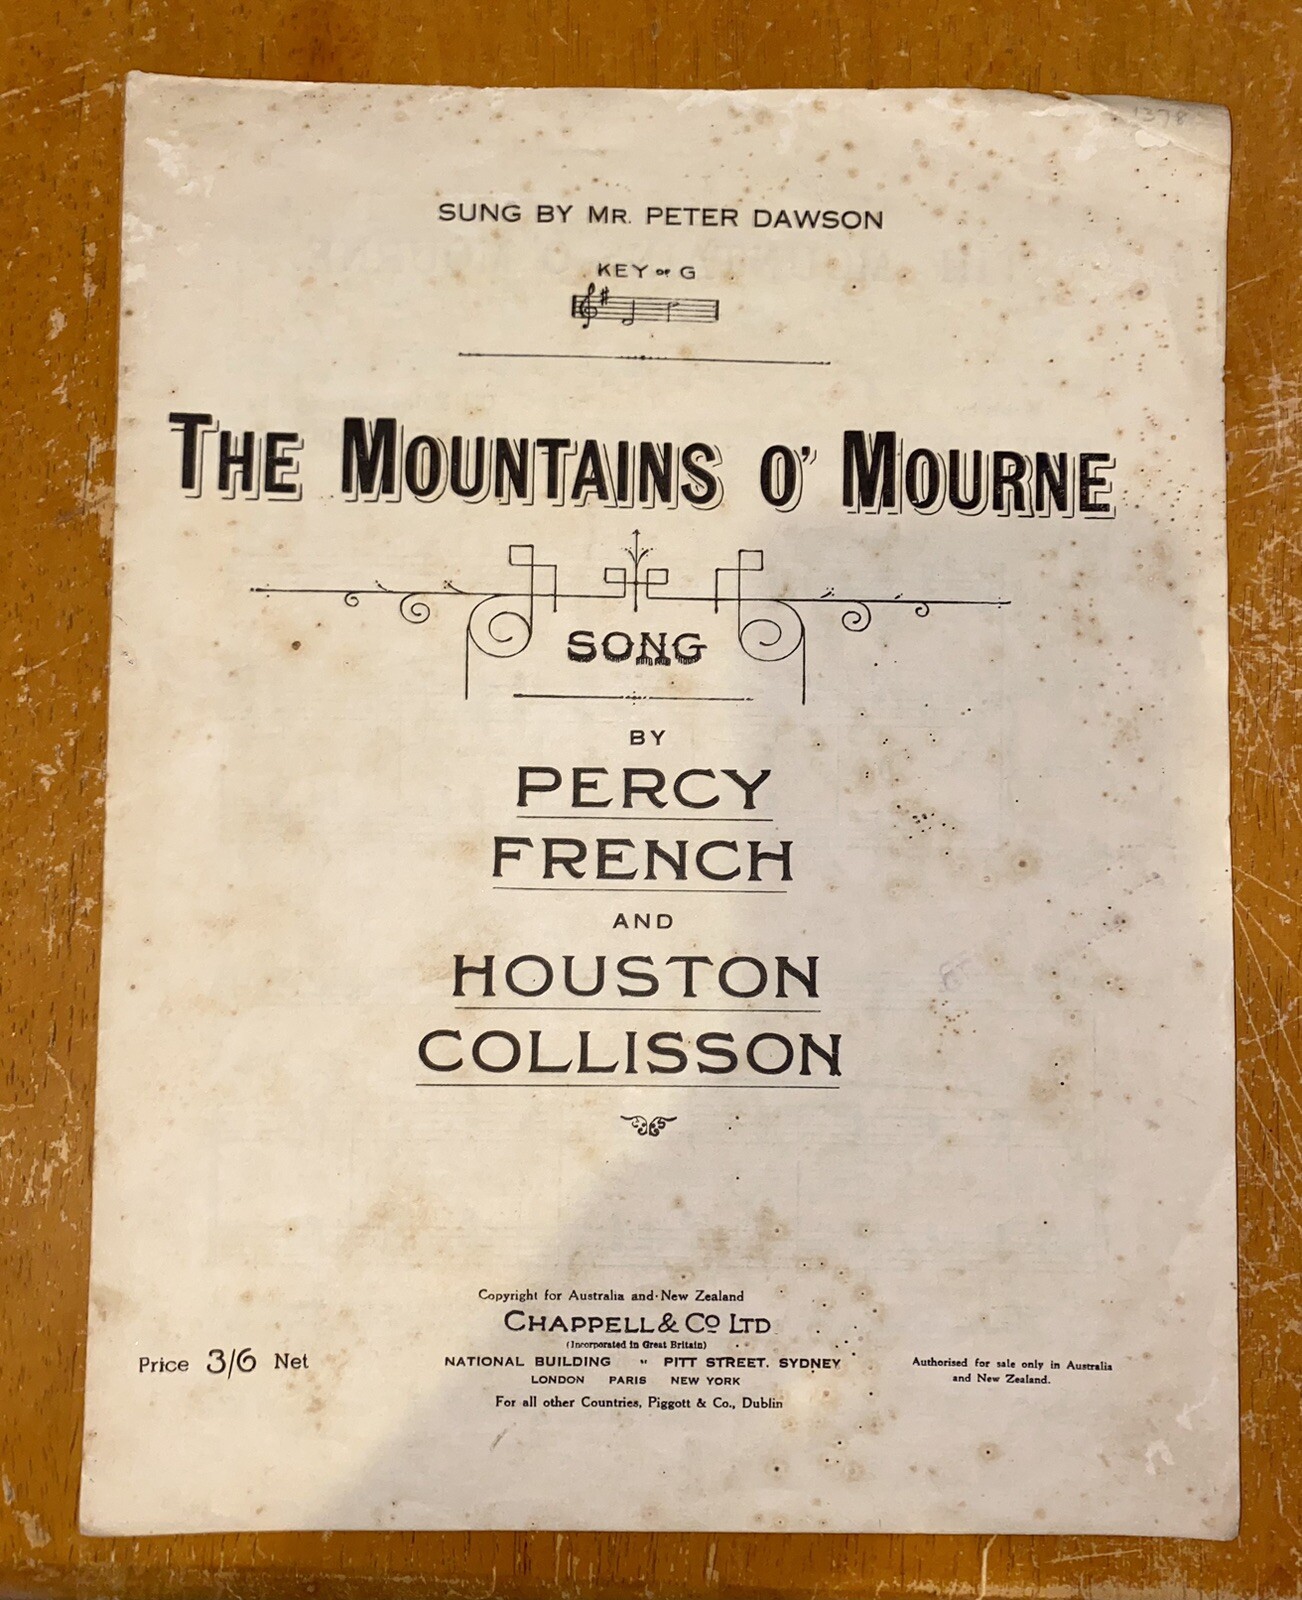 1378
SUNG BY MR. PETER DAWSON
KEY OF G
THE MOUNTAINS O' MOURNE
SONG
BY
PERCY
FRENCH
AND
HOUSTON
COLLISSON
Copyright for Australia and New Zealand
CHAPPELL & Co LTD
(Incorporated in Great Britain)
NATIONAL BUILDING " PITT STREET. SYDNEY
LONDON PARIS NEW YORK
For all other Countries, Piggott & Co., Dublin
Price 3/6 Net
Authorised for sale only in Australia
and New Zealand.